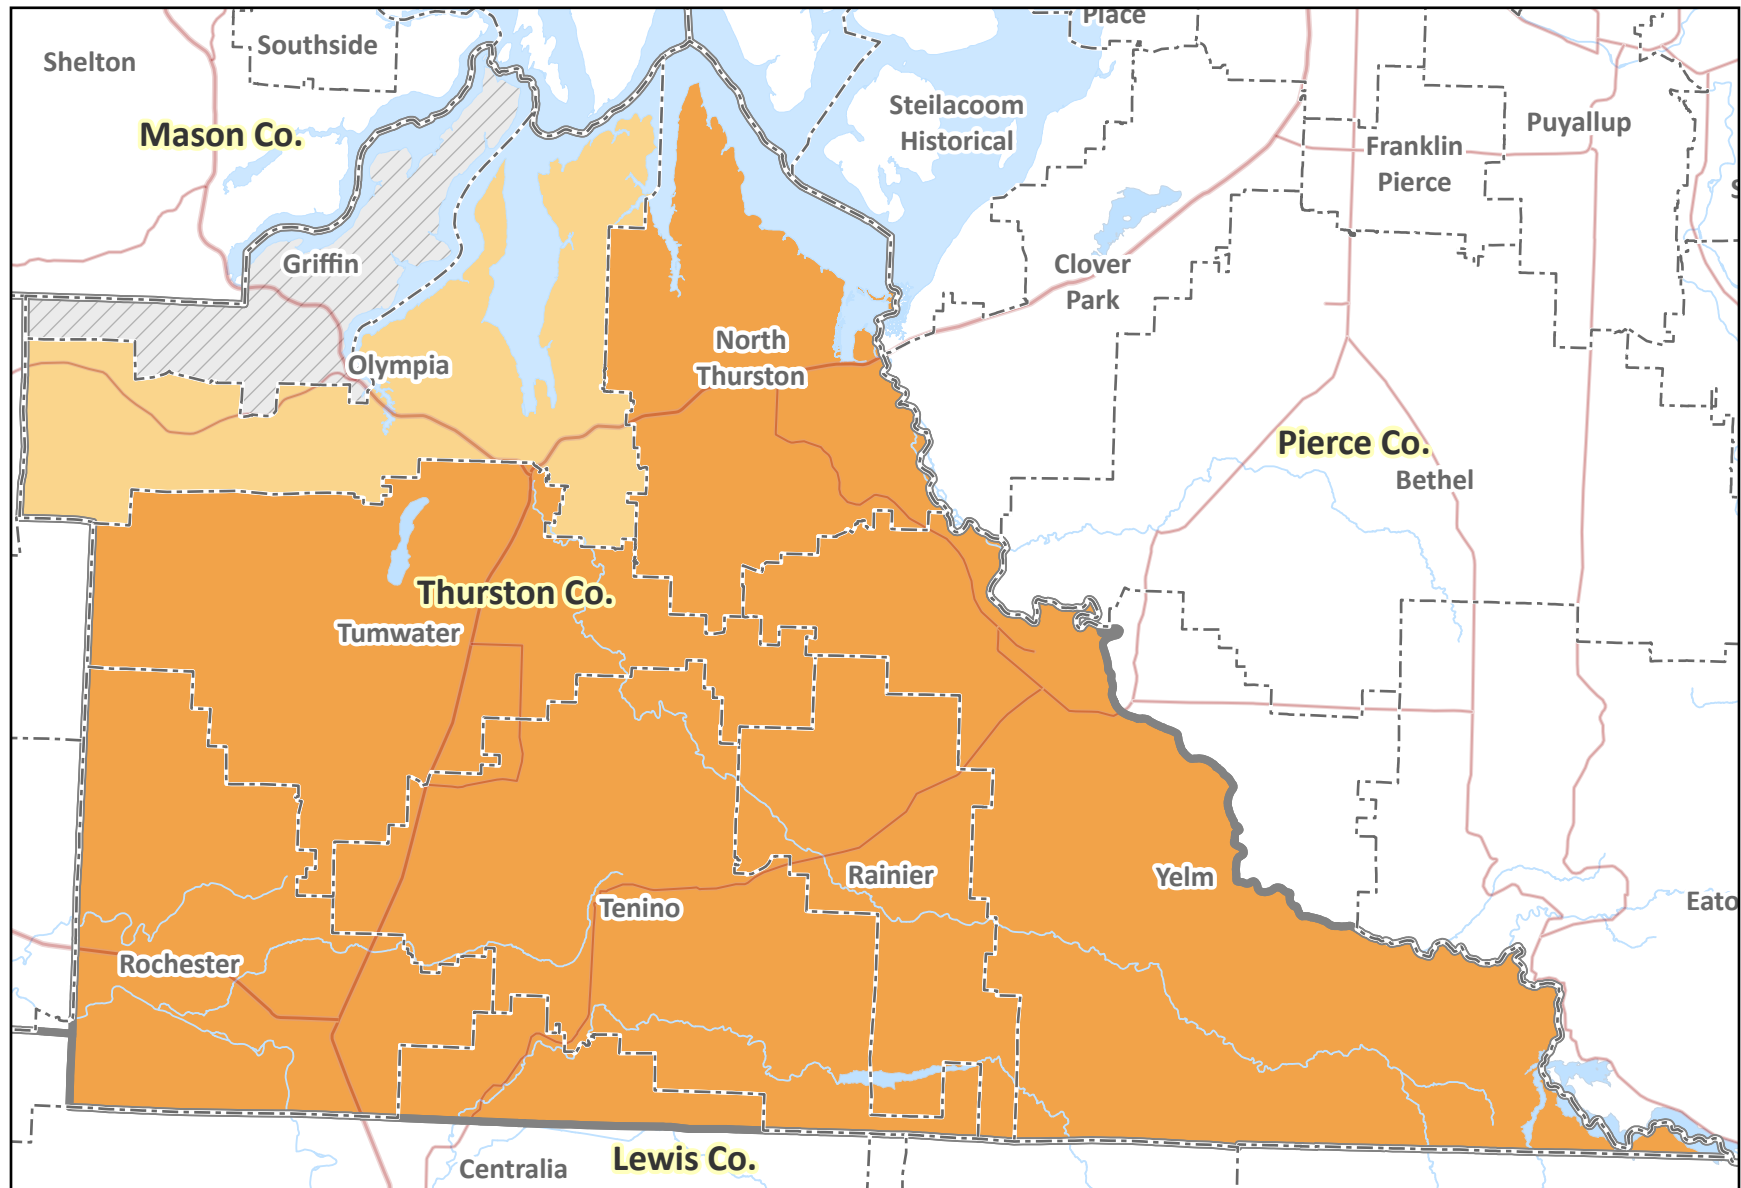 Place
Southside
Shelton
Steilacoom
Historical
Puyallup
Mason Co.
Franklin
Pierce
Griffin
Clover
Park
North
Thurston
Olympia
Pierce Co.
Bethel
Thurston Co.
Tumwater
Rainier
Yelm
Eato
Tenino
Rochester
Centralia
Lewis Co.